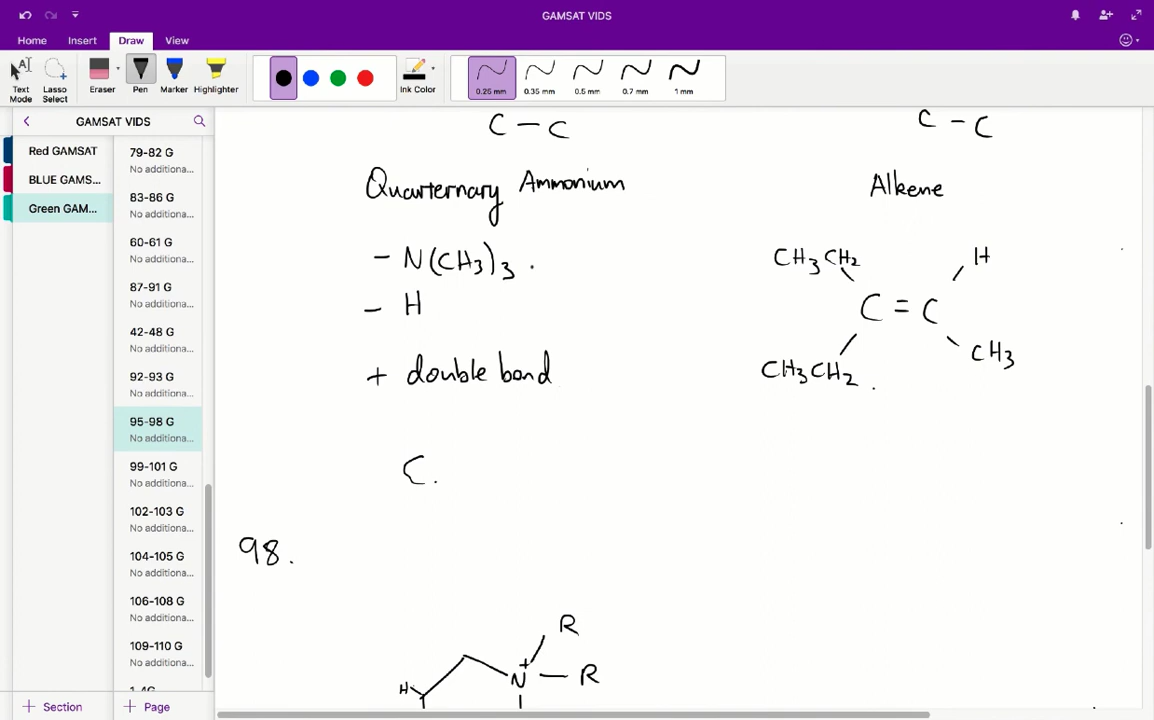 GAMSAT VIDS
Home Insert Draw View
Text Mode
Lasso Select
Eraser
Pen
Marker
Highlighter
Ink Color
0.25 mm
0.35 mm
0.5 mm
0.7 mm
1 mm
GAMSAT VIDS
Red GAMSAT
BLUE GAMS...
Green GAM...
79-82 G
No additiona...
83-86 G
No additiona...
60-61 G
No additiona...
87-91 G
No additiona...
42-48 G
No additiona...
92-93 G
No additiona...
95-98 G
No additiona...
99-101 G
No additiona...
102-103 G
No additiona...
104-105 G
No additiona...
106-108 G
No additiona...
109-110 G
No additiona...
+ Section
+ Page
C - C
C - C
Quarternary Ammonium
Alkene
- N(CH3)3.
- H
+ double bond
CH3CH2
H
C = C
CH3CH2
CH3
C.
98.
R
N+ - R
H